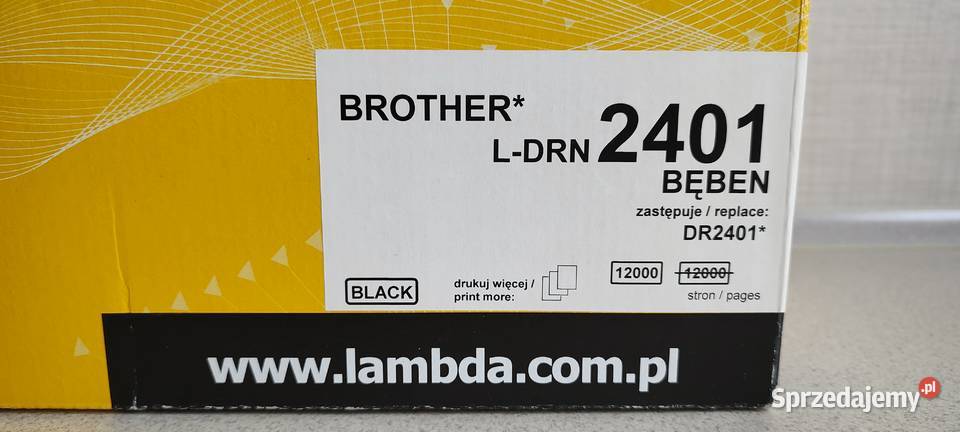 BROTHER*
L-DRN 2401
BĘBEN
zastępuje / replace:
DR2401*
BLACK
drukuj więcej /
print more:
12000 12000
stron / pages
www.lambda.com.pl
Sprzedajemy.pl